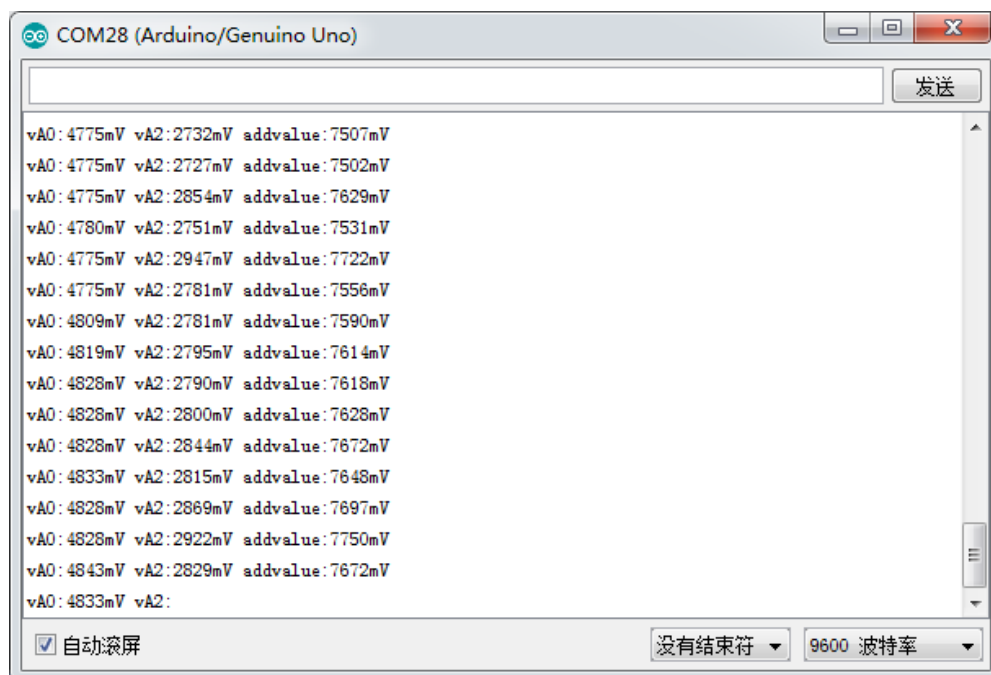 COM28 (Arduino/Genuino Uno)
发送
vA0:4775mV vA2:2732mV addvalue:7507mV
vA0:4775mV vA2:2727mV addvalue:7502mV
vA0:4775mV vA2:2854mV addvalue:7629mV
vA0:4780mV vA2:2751mV addvalue:7531mV
vA0:4775mV vA2:2947mV addvalue:7722mV
vA0:4775mV vA2:2781mV addvalue:7556mV
vA0:4809mV vA2:2781mV addvalue:7590mV
vA0:4819mV vA2:2795mV addvalue:7614mV
vA0:4828mV vA2:2790mV addvalue:7618mV
vA0:4828mV vA2:2800mV addvalue:7628mV
vA0:4828mV vA2:2844mV addvalue:7672mV
vA0:4833mV vA2:2815mV addvalue:7648mV
vA0:4828mV vA2:2869mV addvalue:7697mV
vA0:4828mV vA2:2922mV addvalue:7750mV
vA0:4843mV vA2:2829mV addvalue:7672mV
vA0:4833mV vA2:
自动滚屏 没有结束符 9600 波特率